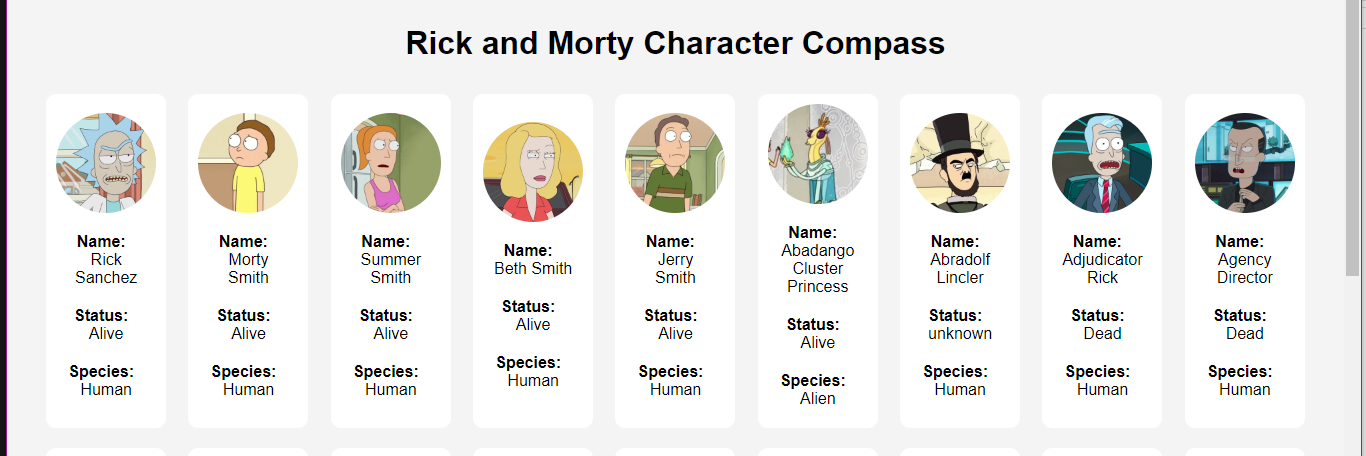 Rick and Morty Character Compass
Name:
Rick
Sanchez
Status:
Alive
Species:
Human
Name:
Morty
Smith
Status:
Alive
Species:
Human
Name:
Summer
Smith
Status:
Alive
Species:
Human
Name:
Beth Smith
Status:
Alive
Species:
Human
Name:
Jerry
Smith
Status:
Alive
Species:
Human
Name:
Abadango
Cluster
Princess
Status:
Alive
Species:
Alien
Name:
Abradolf
Lincler
Status:
unknown
Species:
Human
Name:
Adjudicator
Rick
Status:
Dead
Species:
Human
Name:
Agency
Director
Status:
Dead
Species:
Human